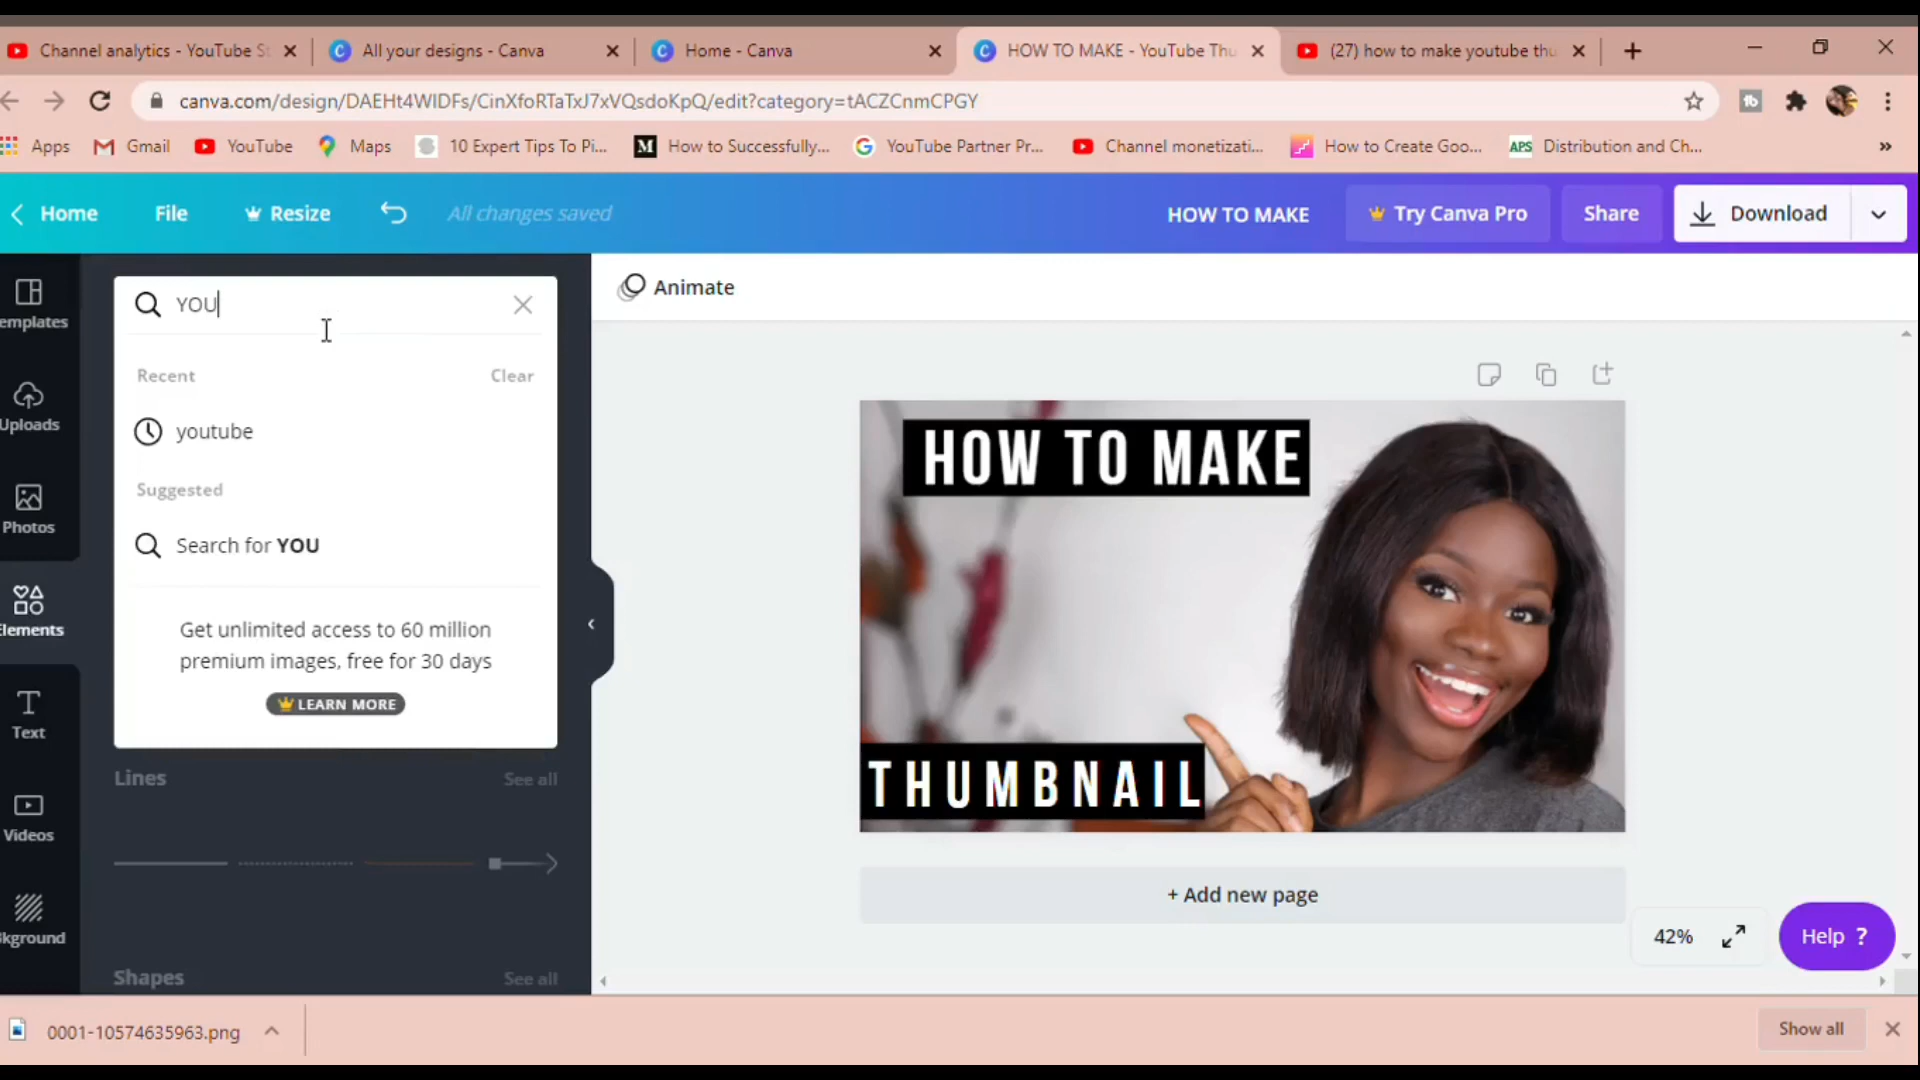 Channel analytics - YouTube St
All your designs - Canva
Home - Canva
HOW TO MAKE - YouTube Thu
(27) how to make youtube thu
canva.com/design/DAEHt4WIDFs/CinXfoRTaTxJ7xVQsdoKpQ/edit?category=tACZCnmCPGY
Apps
Gmail
YouTube
Maps
10 Expert Tips To Pi...
How to Successfully...
YouTube Partner Pr...
Channel monetizati...
How to Create Goo...
APS Distribution and Ch...
Home
File
Resize
All changes saved
HOW TO MAKE
Try Canva Pro
Share
Download
YOU
Recent
Clear
youtube
Suggested
Search for YOU
Get unlimited access to 60 million
premium images, free for 30 days
LEARN MORE
Lines
See all
Shapes
See all
emplates
Uploads
Photos
Elements
Text
Videos
kground
Animate
HOW TO MAKE
THUMBNAIL
+ Add new page
42%
Help ?
0001-10574635963.png
Show all